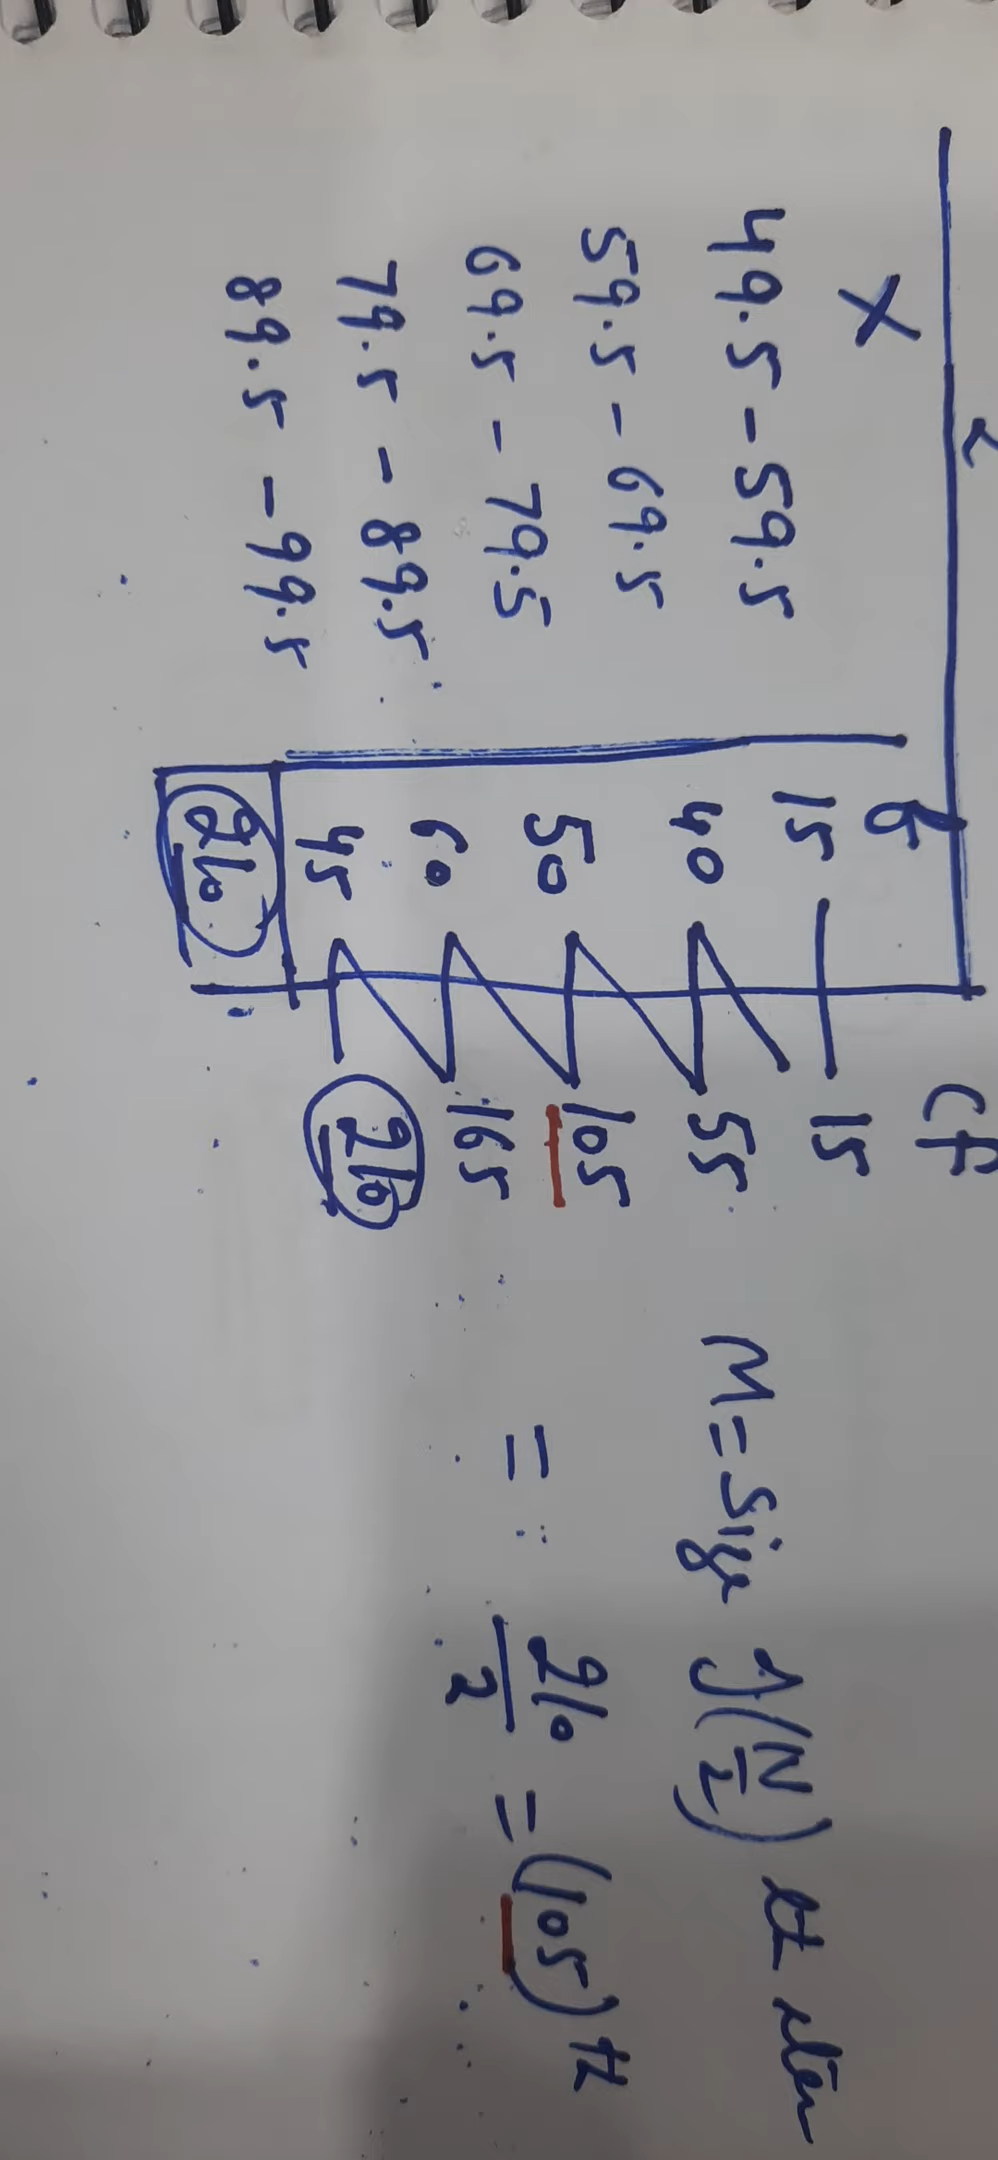 X f CF
49.5 - 59.5 15 15
59.5 - 69.5 40 55
69.5 - 79.5 50 105
79.5 - 89.5 60 165
89.5 - 99.5 45 210
210
M = Size of (N/2) th item
= 210/2 = (105) th